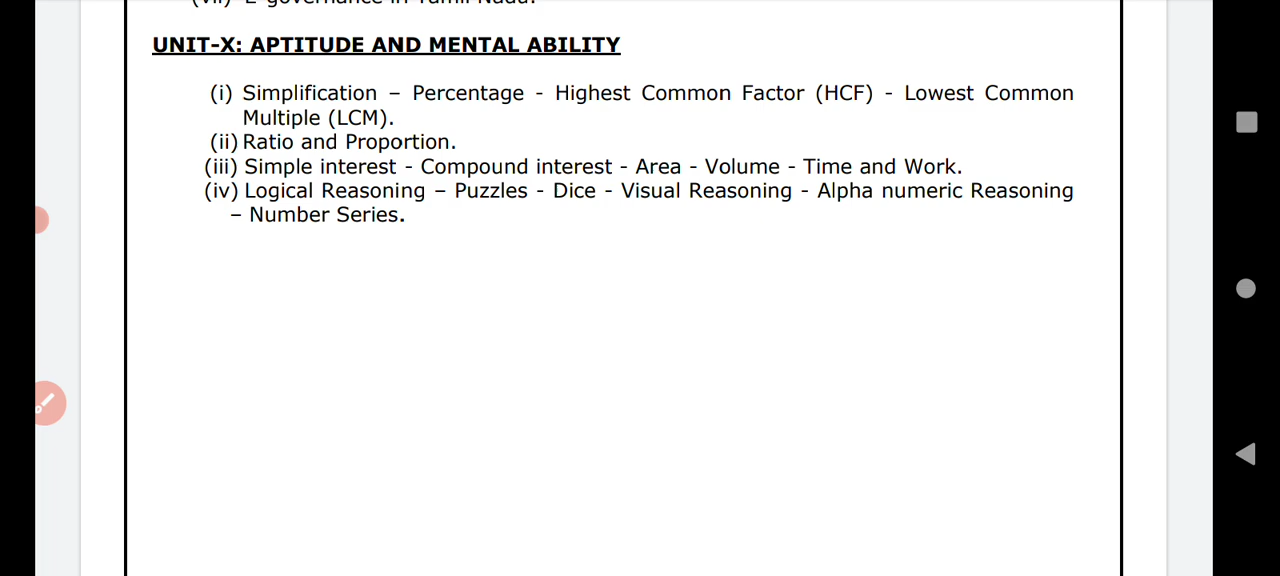 UNIT-X: APTITUDE AND MENTAL ABILITY
(i) Simplification – Percentage - Highest Common Factor (HCF) - Lowest Common
Multiple (LCM).
(ii) Ratio and Proportion.
(iii) Simple interest - Compound interest - Area - Volume - Time and Work.
(iv) Logical Reasoning – Puzzles - Dice - Visual Reasoning - Alpha numeric Reasoning
– Number Series.